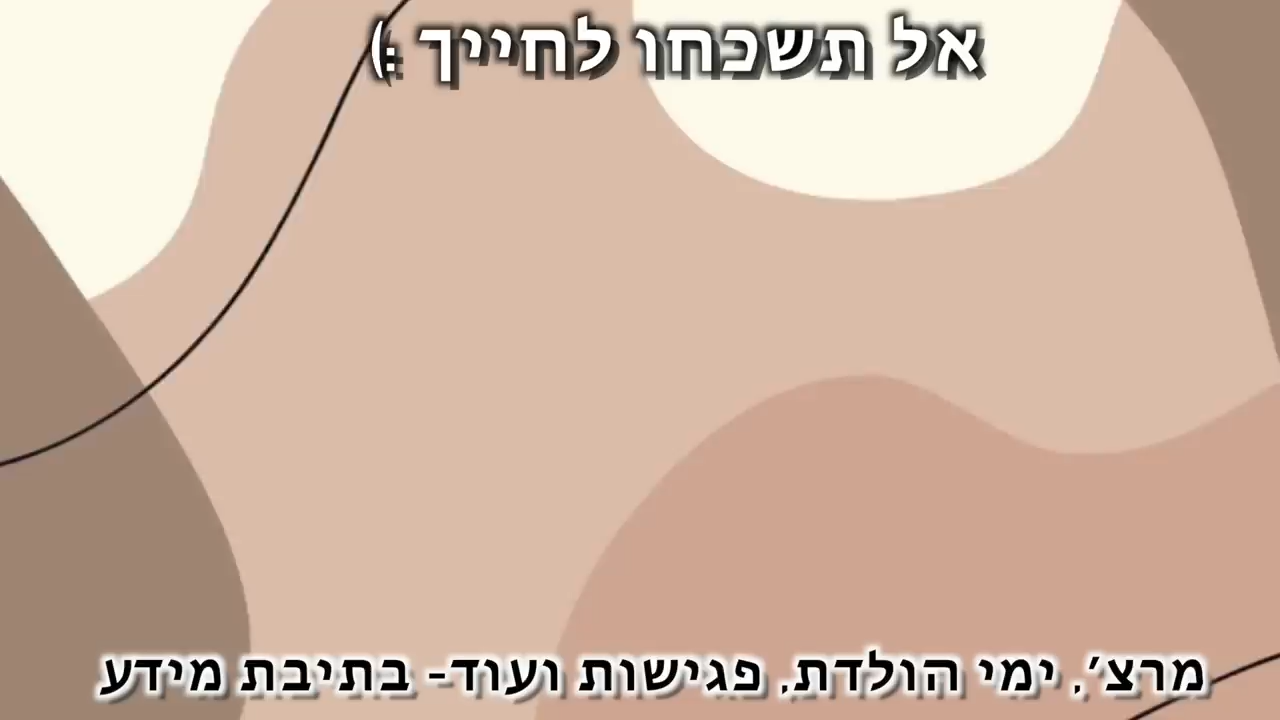 אל תשכחו לחייך :)
מרצ', ימי הולדת, פגישות ועוד- בתיבת מידע